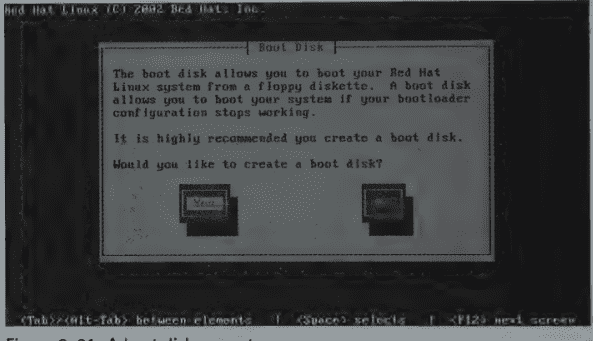 Red Hat Linux (C) 2002 Red Hat, Inc.
Boot Disk
The boot disk allows you to boot your Red Hat
Linux system from a floppy diskette. A boot disk
allows you to boot your system if your bootloader
configuration stops working.
It is highly recommended you create a boot disk.
Would you like to create a boot disk?
Yes
<Tab>/<Alt-Tab> between elements | <Space> selects | <F12> next screen